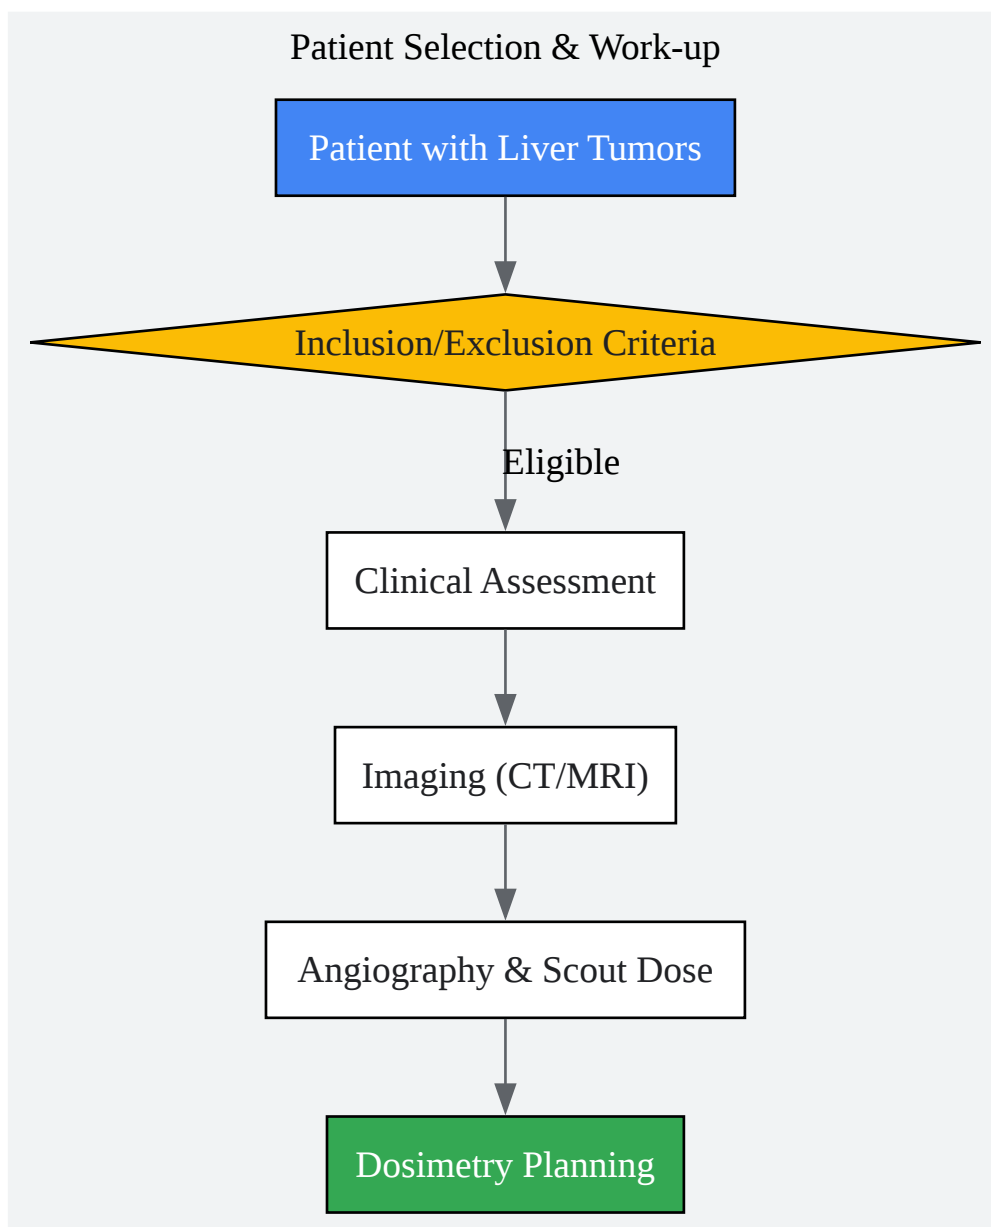 Patient Selection & Work-up
Patient with Liver Tumors
Inclusion/Exclusion Criteria
Eligible
Clinical Assessment
Imaging (CT/MRI)
Angiography & Scout Dose
Dosimetry Planning